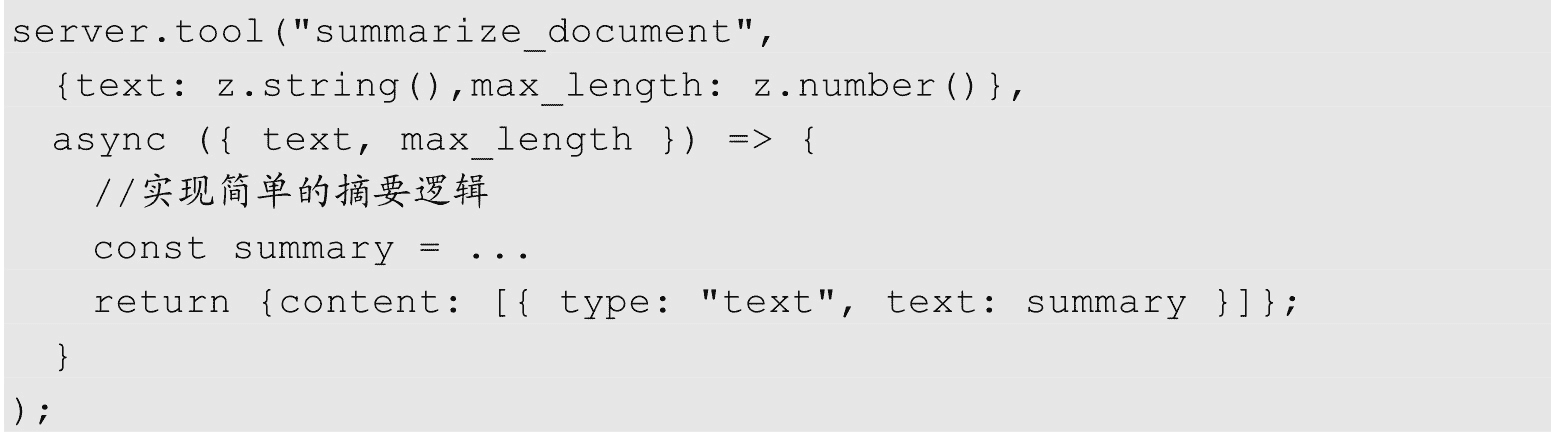 server.tool("summarize_document",
{text: z.string(),max_length: z.number()},
async ({ text, max_length }) => {
//实现简单的摘要逻辑
const summary = ...
return {content: [{ type: "text", text: summary }]};
}
);